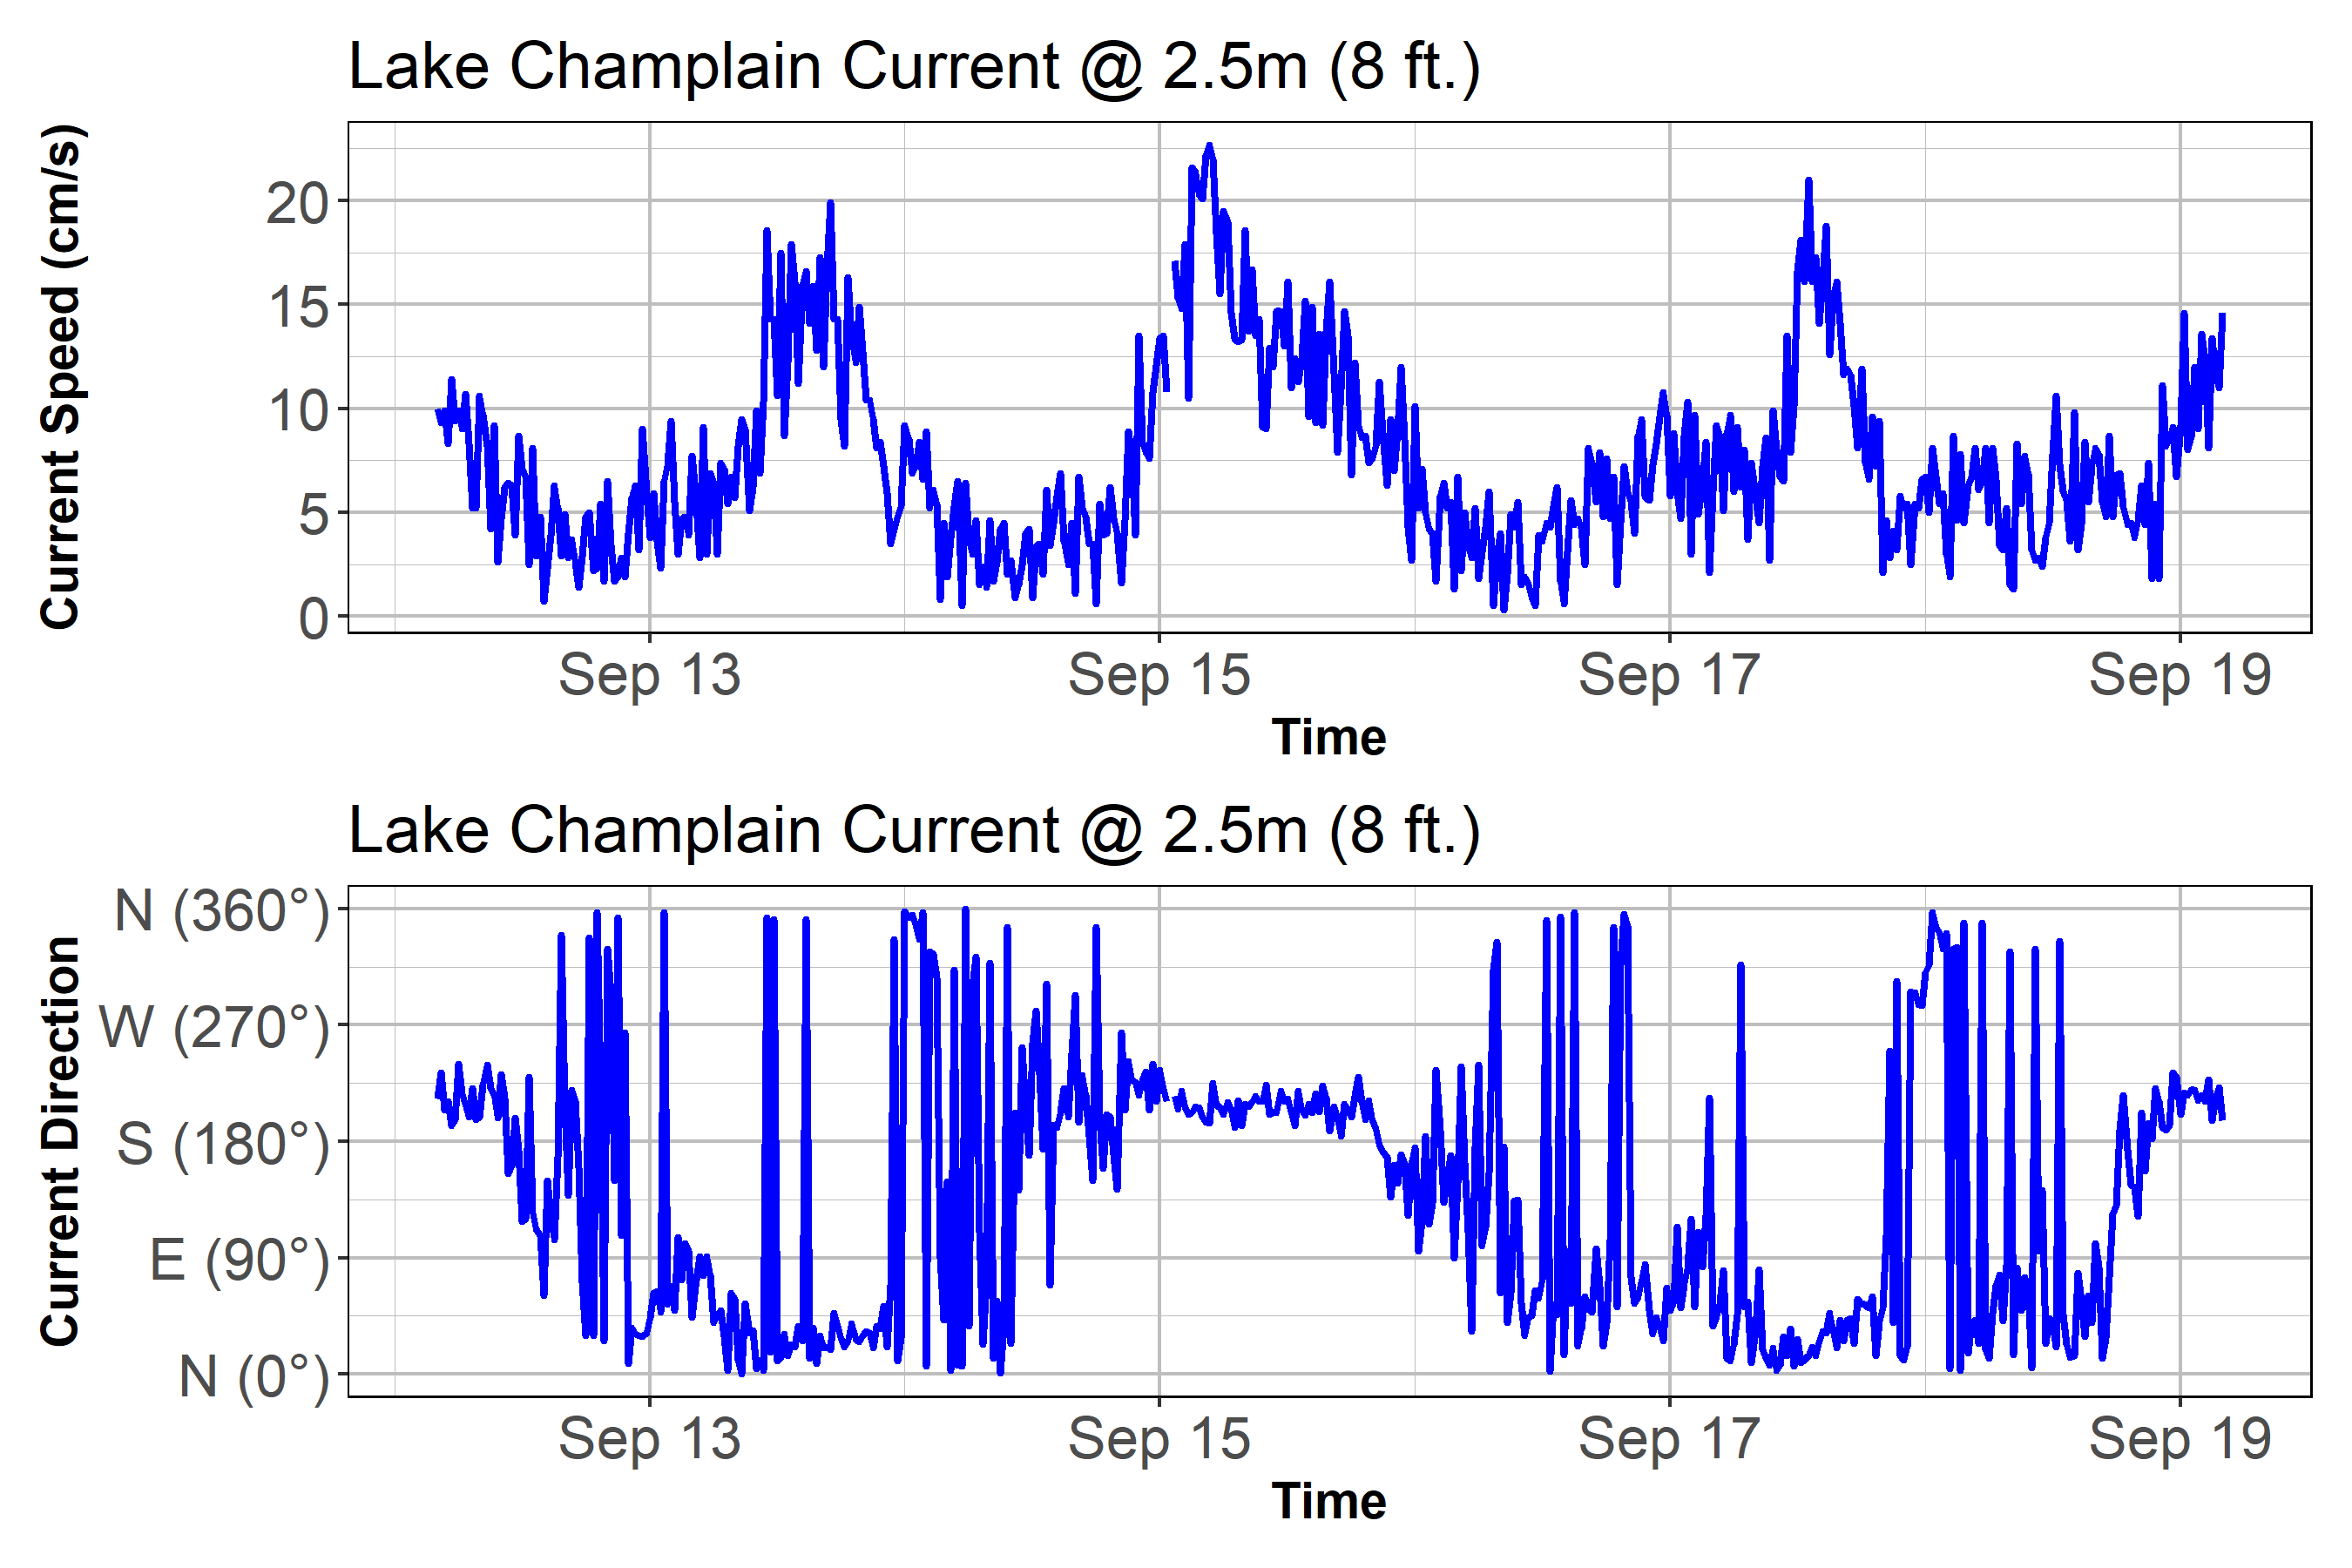 Lake Champlain Current @ 2.5m (8 ft.)
Current Speed (cm/s)
20
15
10
5
0
Sep 13
Sep 15
Sep 17
Sep 19
Time
Lake Champlain Current @ 2.5m (8 ft.)
Current Direction
N (360°)
W (270°)
S (180°)
E (90°)
N (0°)
Sep 13
Sep 15
Sep 17
Sep 19
Time